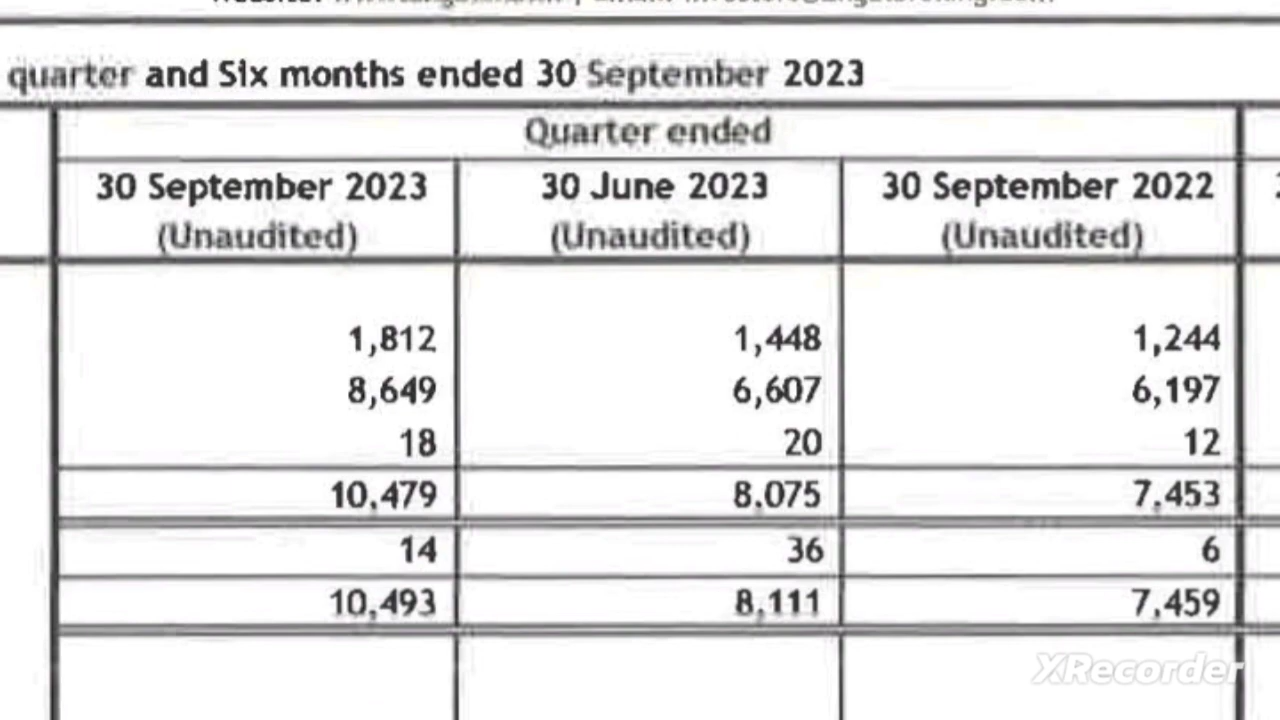 quarter and Six months ended 30 September 2023
Quarter ended
30 September 2023 30 June 2023 30 September 2022
(Unaudited) (Unaudited) (Unaudited)
1,812 1,448 1,244
8,649 6,607 6,197
18 20 12
10,479 8,075 7,453
14 36 6
10,493 8,111 7,459
XRecorder